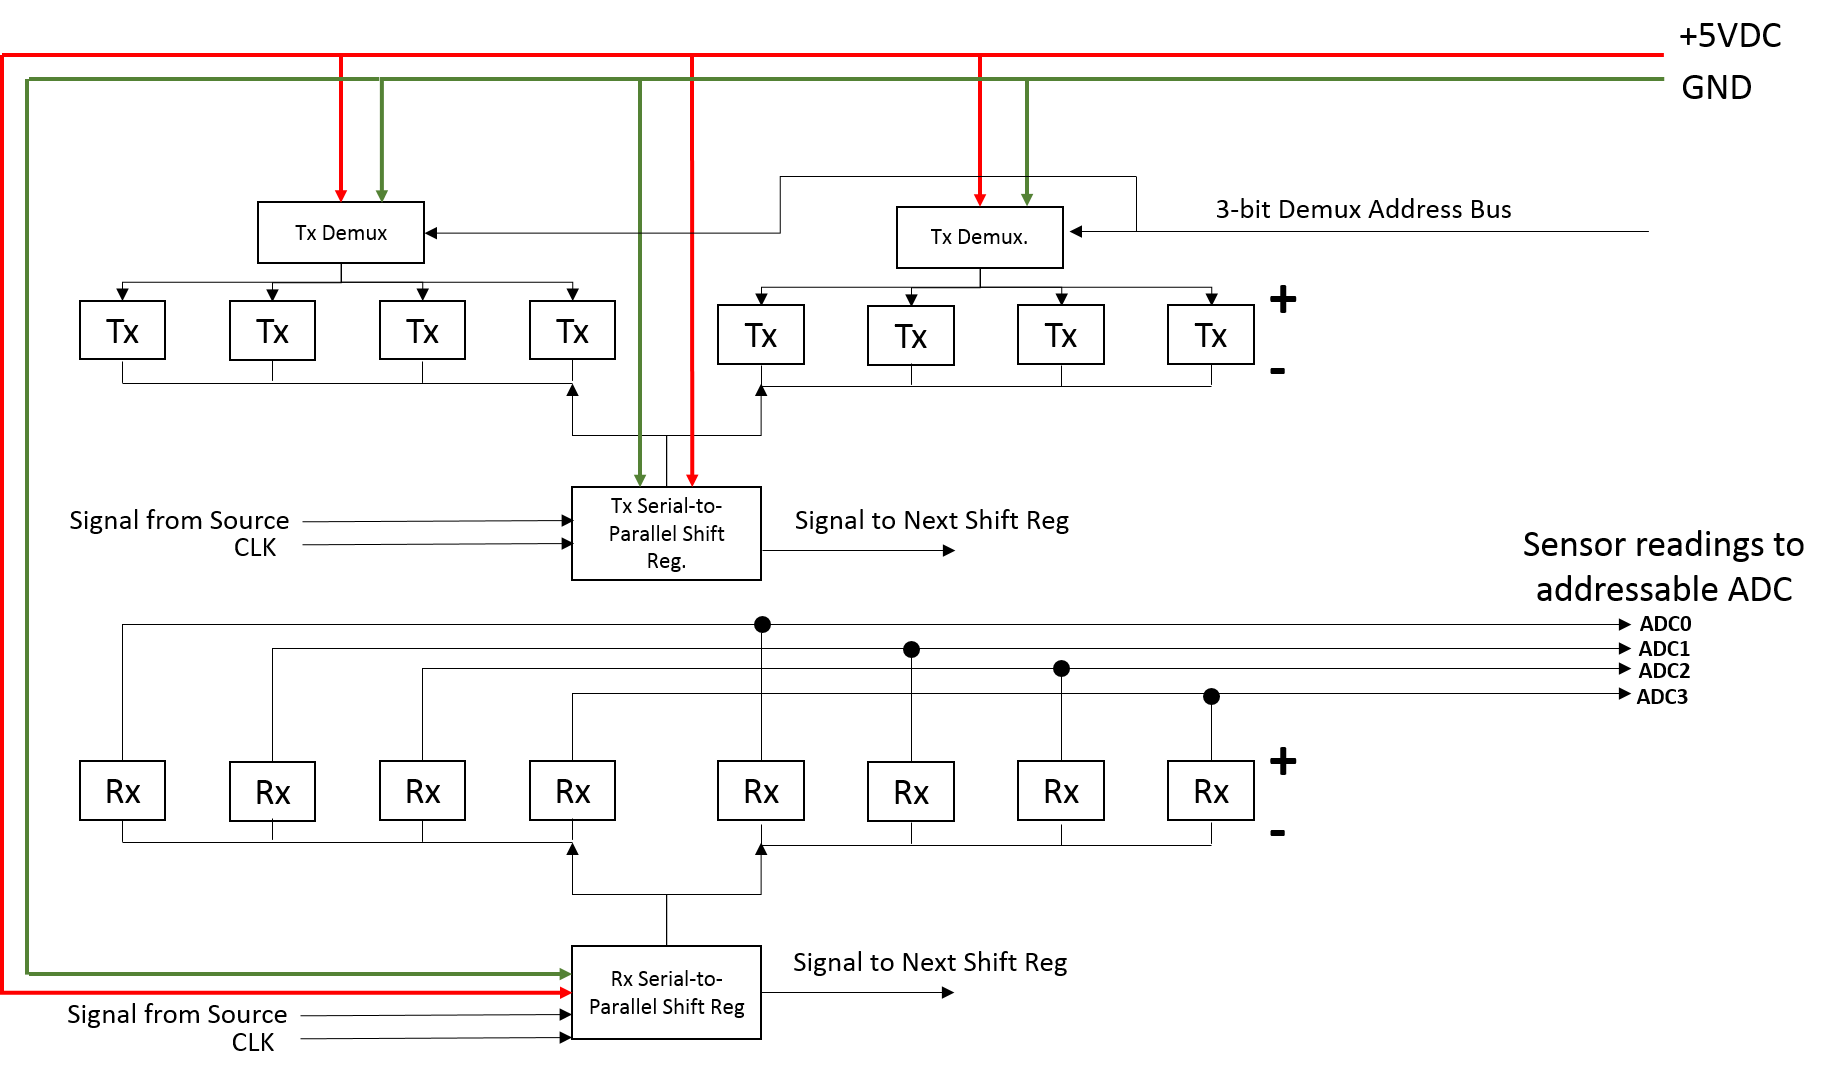 +5VDC
GND
3-bit Demux Address Bus
Tx Demux
Tx Demux.
+
Tx
Tx
Tx
Tx
Tx
Tx
Tx
Tx
-
Tx Serial-to-
Parallel Shift
Reg.
Signal from Source
CLK
Signal to Next Shift Reg
Sensor readings to
addressable ADC
ADC0
ADC1
ADC2
ADC3
+
Rx
Rx
Rx
Rx
Rx
Rx
Rx
Rx
-
Signal to Next Shift Reg
Rx Serial-to-
Parallel Shift Reg
Signal from Source
CLK